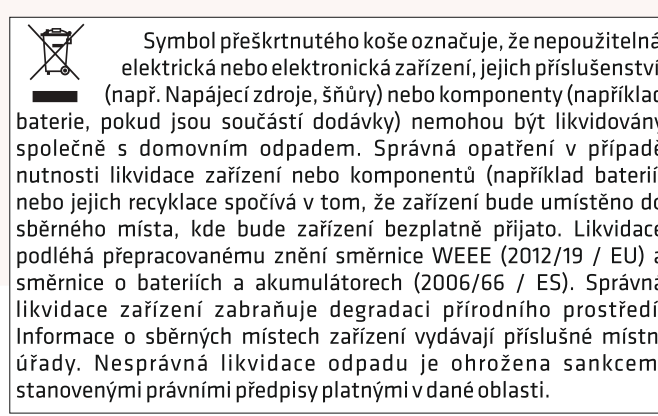 Symbol přeškrtnutého koše označuje, že nepoužitelná
elektrická nebo elektronická zařízení, jejich příslušenství
(např. Napájecí zdroje, šňůry) nebo komponenty (například
baterie, pokud jsou součástí dodávky) nemohou být likvidovány
společně s domovním odpadem. Správná opatření v případě
nutnosti likvidace zařízení nebo komponentů (například baterií)
nebo jejich recyklace spočívá v tom, že zařízení bude umístěno do
sběrného místa, kde bude zařízení bezplatně přijato. Likvidace
podléhá přepracovanému znění směrnice WEEE (2012/19 / EU) a
směrnice o bateriích a akumulátorech (2006/66 / ES). Správná
likvidace zařízení zabraňuje degradaci přírodního prostředí.
Informace o sběrných místech zařízení vydávají příslušné místn
úřady. Nesprávná likvidace odpadu je ohrožena sankcem
stanovenými právními předpisy platnými v dané oblasti.